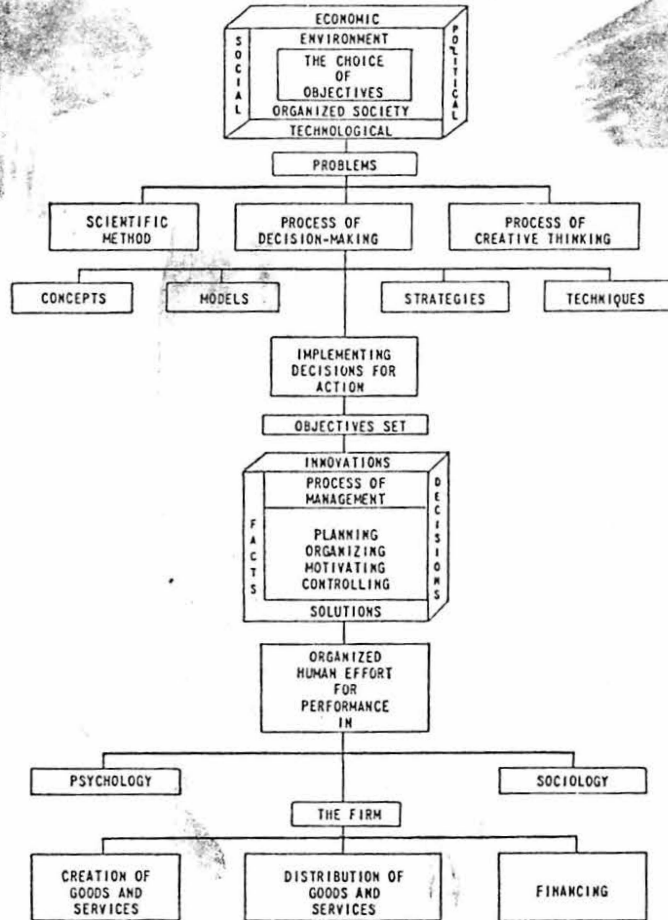 ECONOMIC
SOCIAL
ENVIRONMENT
POLITICAL
THE CHOICE
OF
OBJECTIVES
ORGANIZED SOCIETY
TECHNOLOGICAL
PROBLEMS
SCIENTIFIC
METHOD
PROCESS OF
DECISION-MAKING
PROCESS OF
CREATIVE THINKING
CONCEPTS
MODELS
STRATEGIES
TECHNIQUES
IMPLEMENTING
DECISIONS FOR
ACTION
OBJECTIVES SET
INNOVATIONS
PROCESS OF
MANAGEMENT
FACTS
DECISIONS
PLANNING
ORGANIZING
MOTIVATING
CONTROLLING
SOLUTIONS
ORGANIZED
HUMAN EFFORT
FOR
PERFORMANCE
IN
PSYCHOLOGY
SOCIOLOGY
THE FIRM
CREATION OF
GOODS AND
SERVICES
DISTRIBUTION OF
GOODS AND
SERVICES
FINANCING